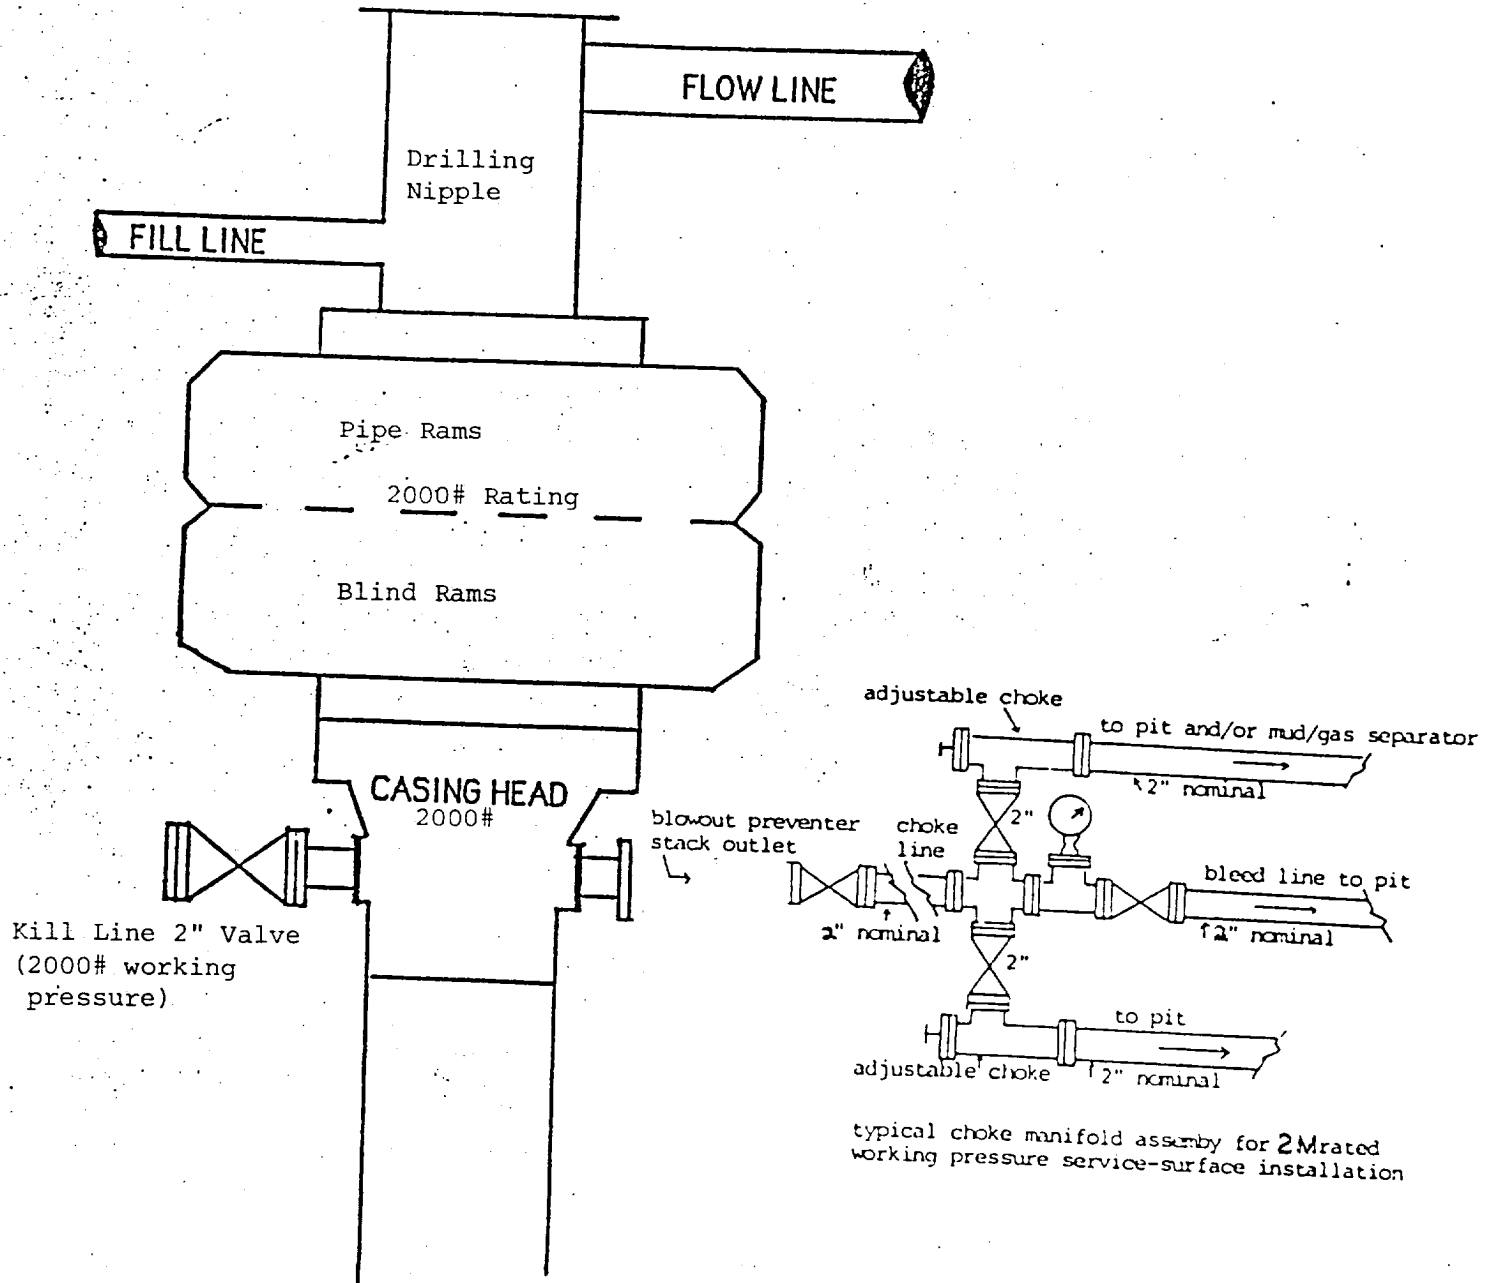 FLOW LINE
Drilling
Nipple
FILL LINE
Pipe Rams
2000# Rating
Blind Rams
CASING HEAD
2000#
Kill Line 2" Valve
(2000# working
pressure)
adjustable choke
to pit and/or mud/gas separator
2" nominal
2"
blowout preventer
stack outlet
choke
line
bleed line to pit
2" nominal
2" nominal
2"
to pit
adjustable choke
2" nominal
typical choke manifold assemby for 2M rated
working pressure service-surface installation